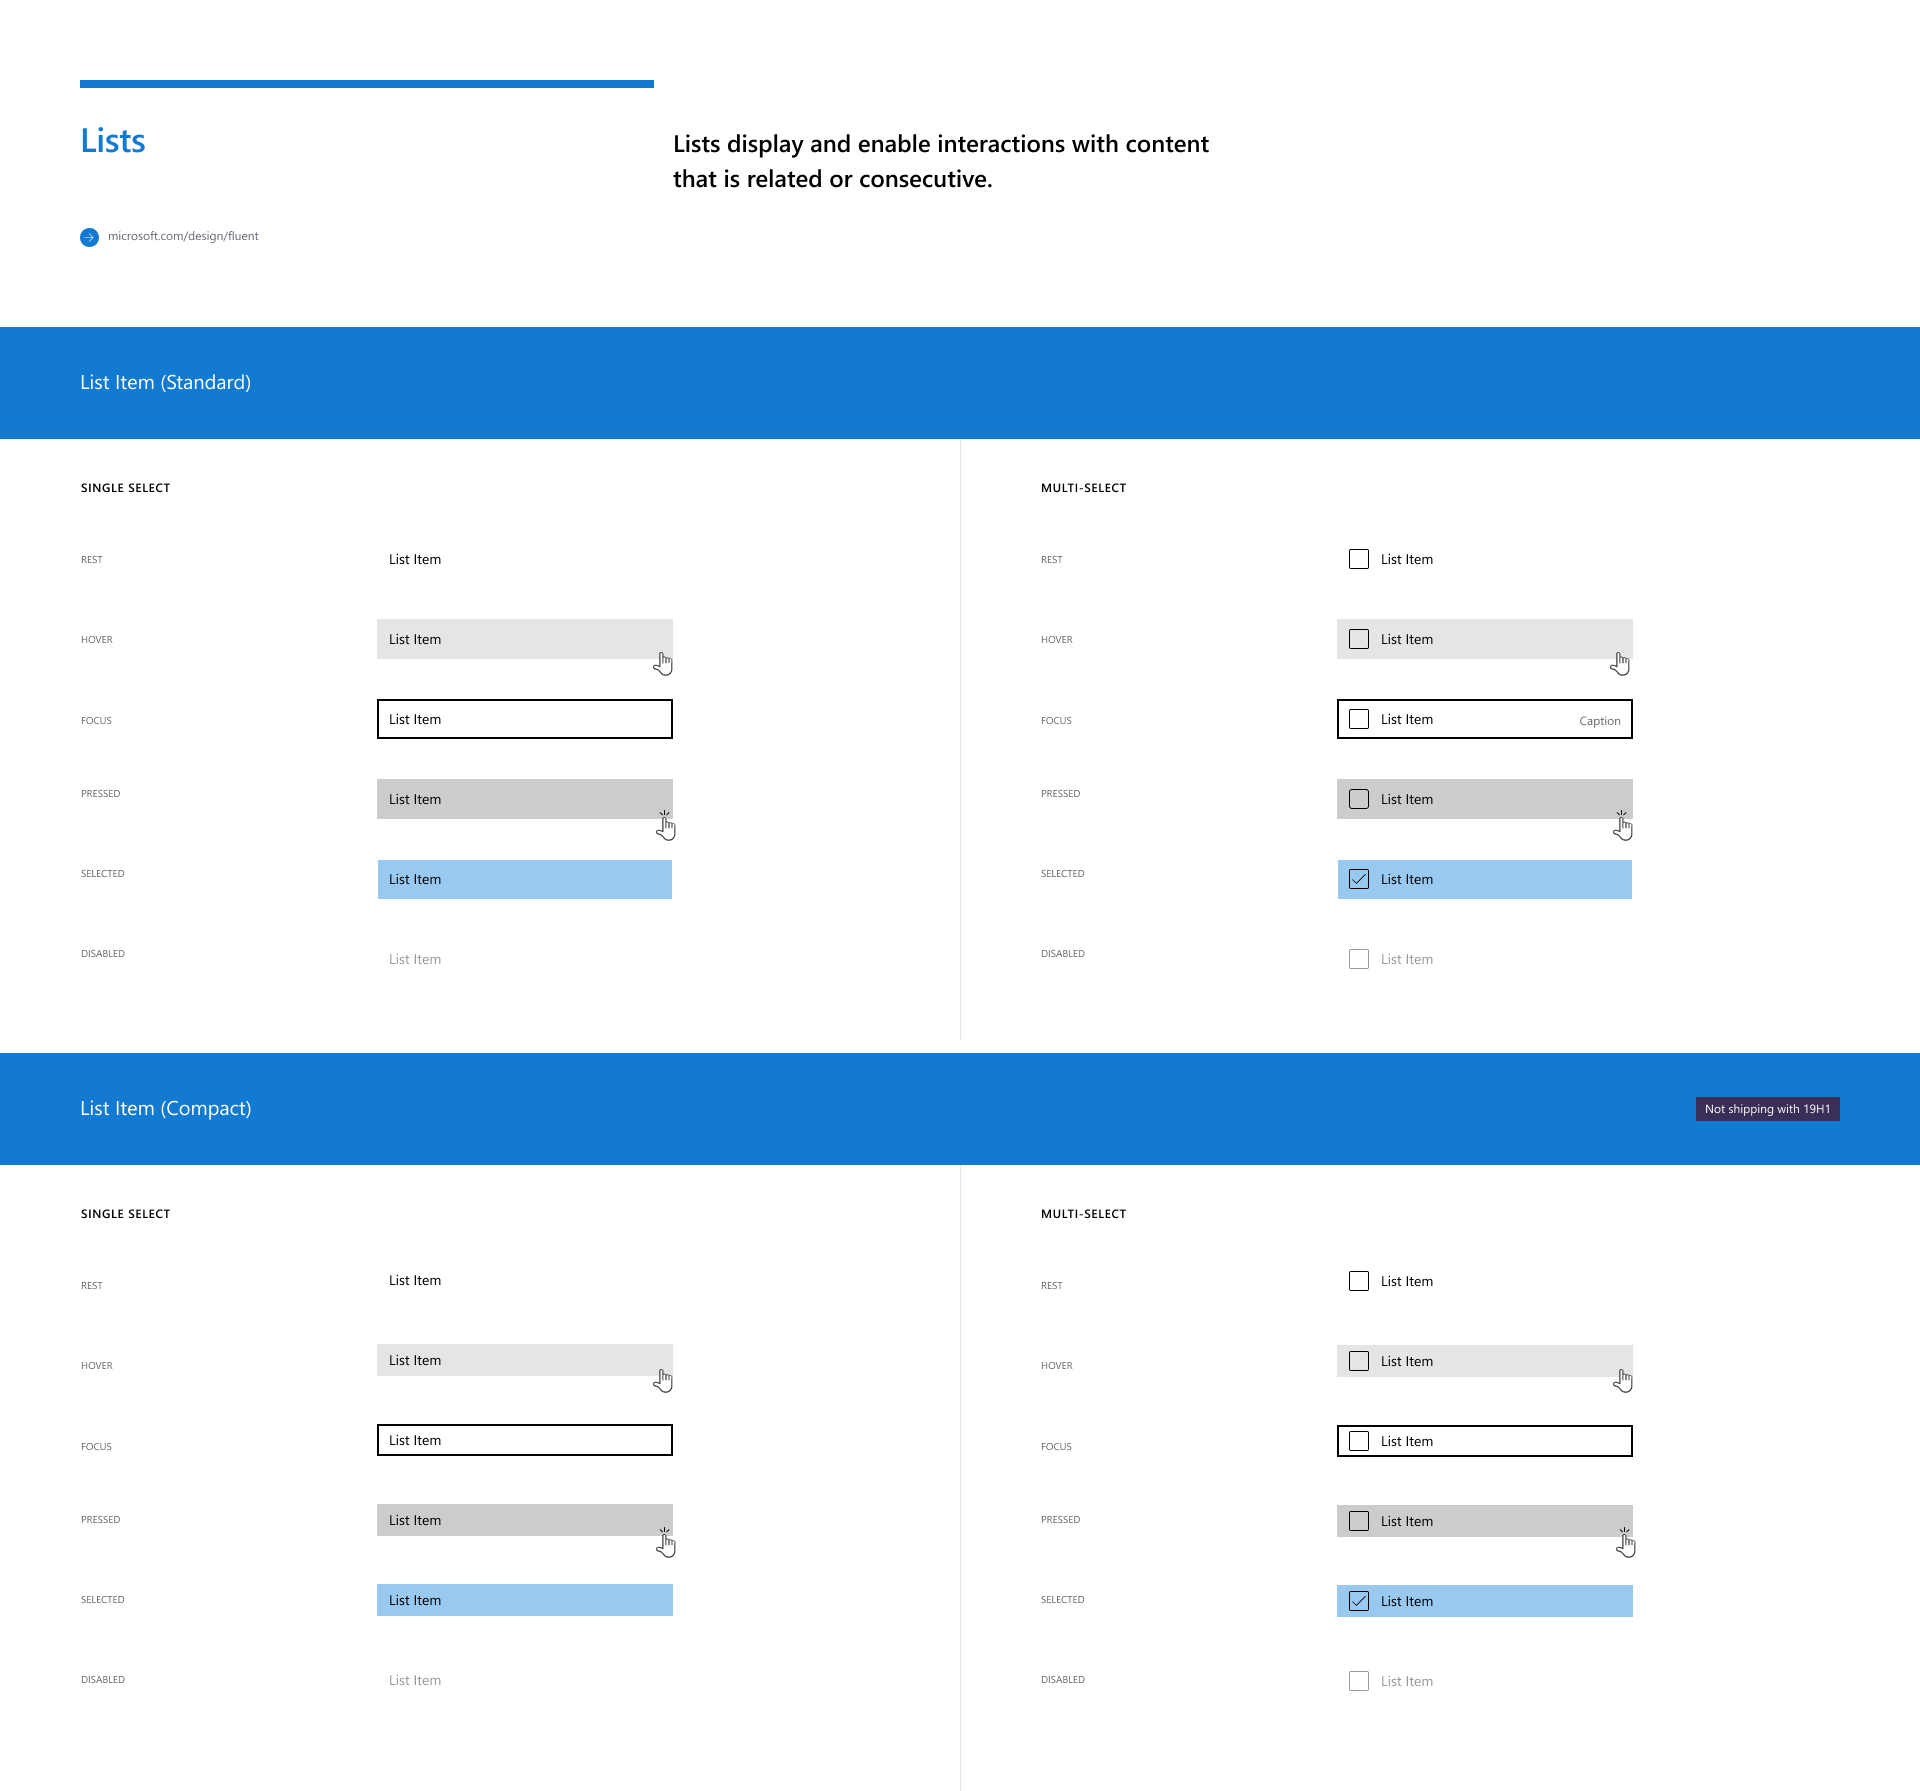 Lists
Lists display and enable interactions with content
that is related or consecutive.
microsoft.com/design/fluent
List Item (Standard)
SINGLE SELECT
REST
List Item
HOVER
List Item
FOCUS
List Item
PRESSED
List Item
SELECTED
List Item
DISABLED
List Item
MULTI-SELECT
REST
List Item
HOVER
List Item
FOCUS
List Item Caption
PRESSED
List Item
SELECTED
List Item
DISABLED
List Item
List Item (Compact)
Not shipping with 19H1
SINGLE SELECT
REST
List Item
HOVER
List Item
FOCUS
List Item
PRESSED
List Item
SELECTED
List Item
DISABLED
List Item
MULTI-SELECT
REST
List Item
HOVER
List Item
FOCUS
List Item
PRESSED
List Item
SELECTED
List Item
DISABLED
List Item